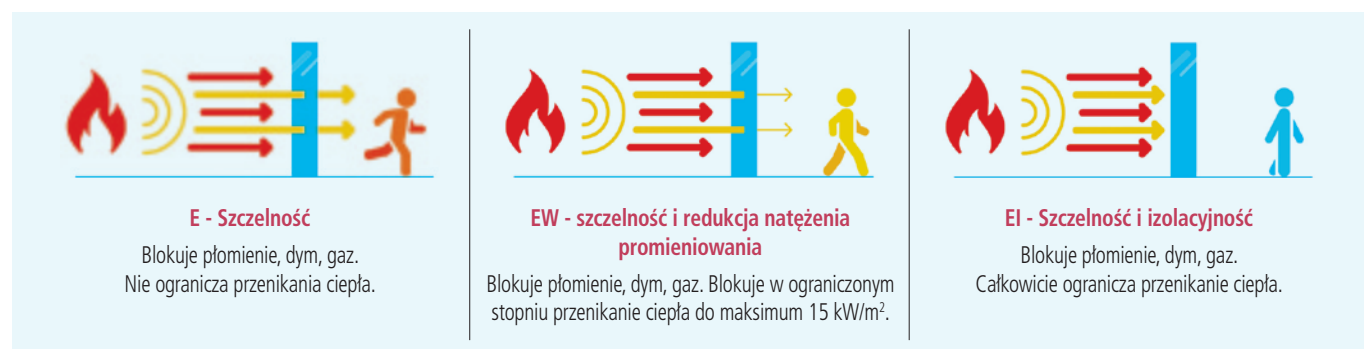 E - Szczelność
Blokuje płomienie, dym, gaz.
Nie ogranicza przenikania ciepła.
EW - szczelność i redukcja natężenia
promieniowania
Blokuje płomienie, dym, gaz. Blokuje w ograniczonym
stopniu przenikanie ciepła do maksimum 15 kW/m².
EI - Szczelność i izolacyjność
Blokuje płomienie, dym, gaz.
Całkowicie ogranicza przenikanie ciepła.